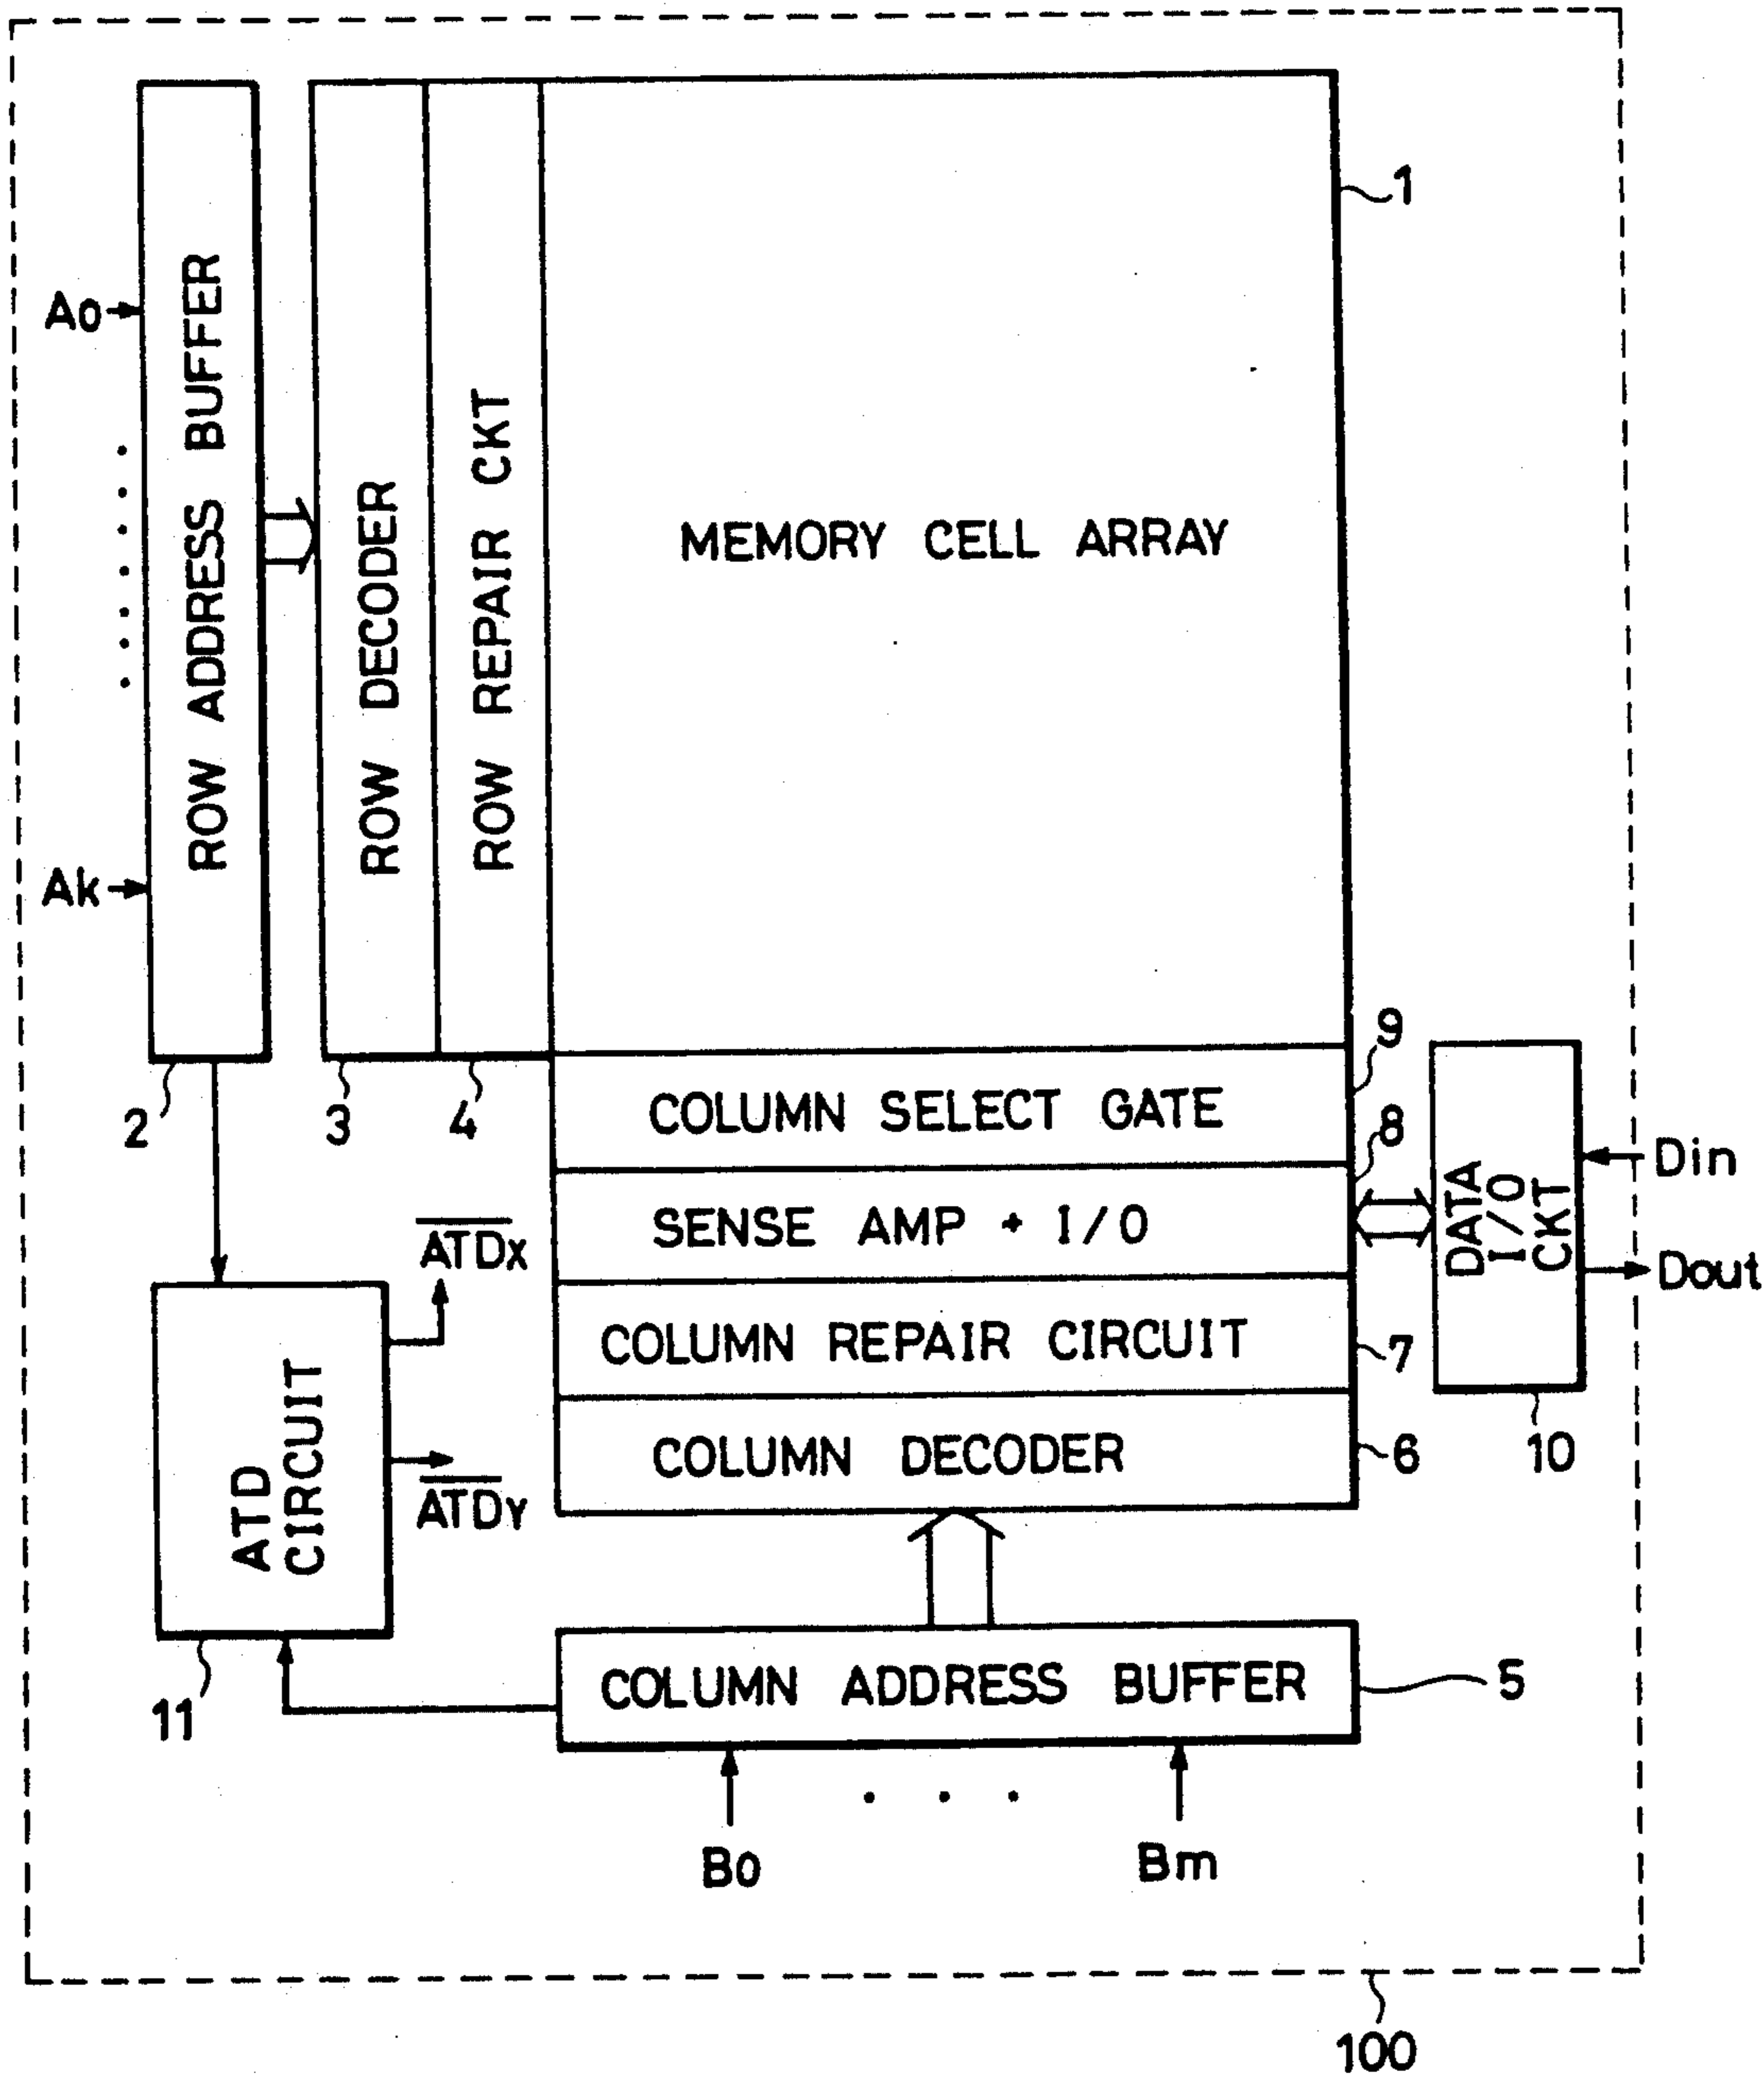 1
Ao
ROW ADDRESS BUFFER
ROW DECODER
ROW REPAIR CKT
MEMORY CELL ARRAY
Ak
2
3
4
9
COLUMN SELECT GATE
8
SENSE AMP + I/O
DATA
I/O
CKT
Din
Dout
ATDX
COLUMN REPAIR CIRCUIT
7
COLUMN DECODER
6
10
ATD
CIRCUIT
ATDY
11
COLUMN ADDRESS BUFFER
5
Bo
Bm
100